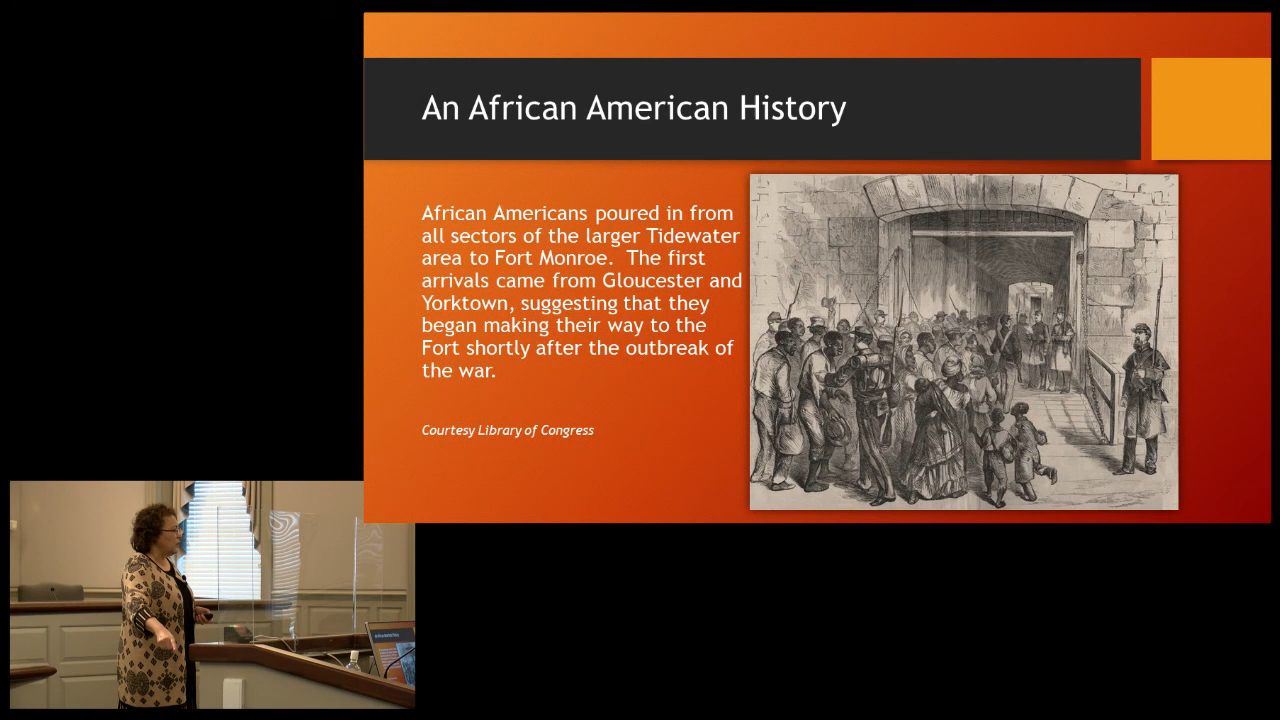 An African American History
African Americans poured in from
all sectors of the larger Tidewater
area to Fort Monroe.  The first
arrivals came from Gloucester and
Yorktown, suggesting that they
began making their way to the
Fort shortly after the outbreak of
the war.
Courtesy Library of Congress